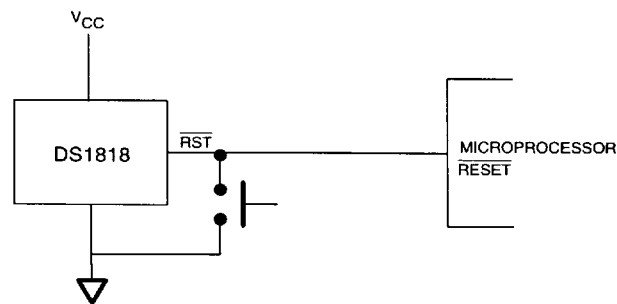 VCC
DS1818
RST
MICROPROCESSOR
RESET